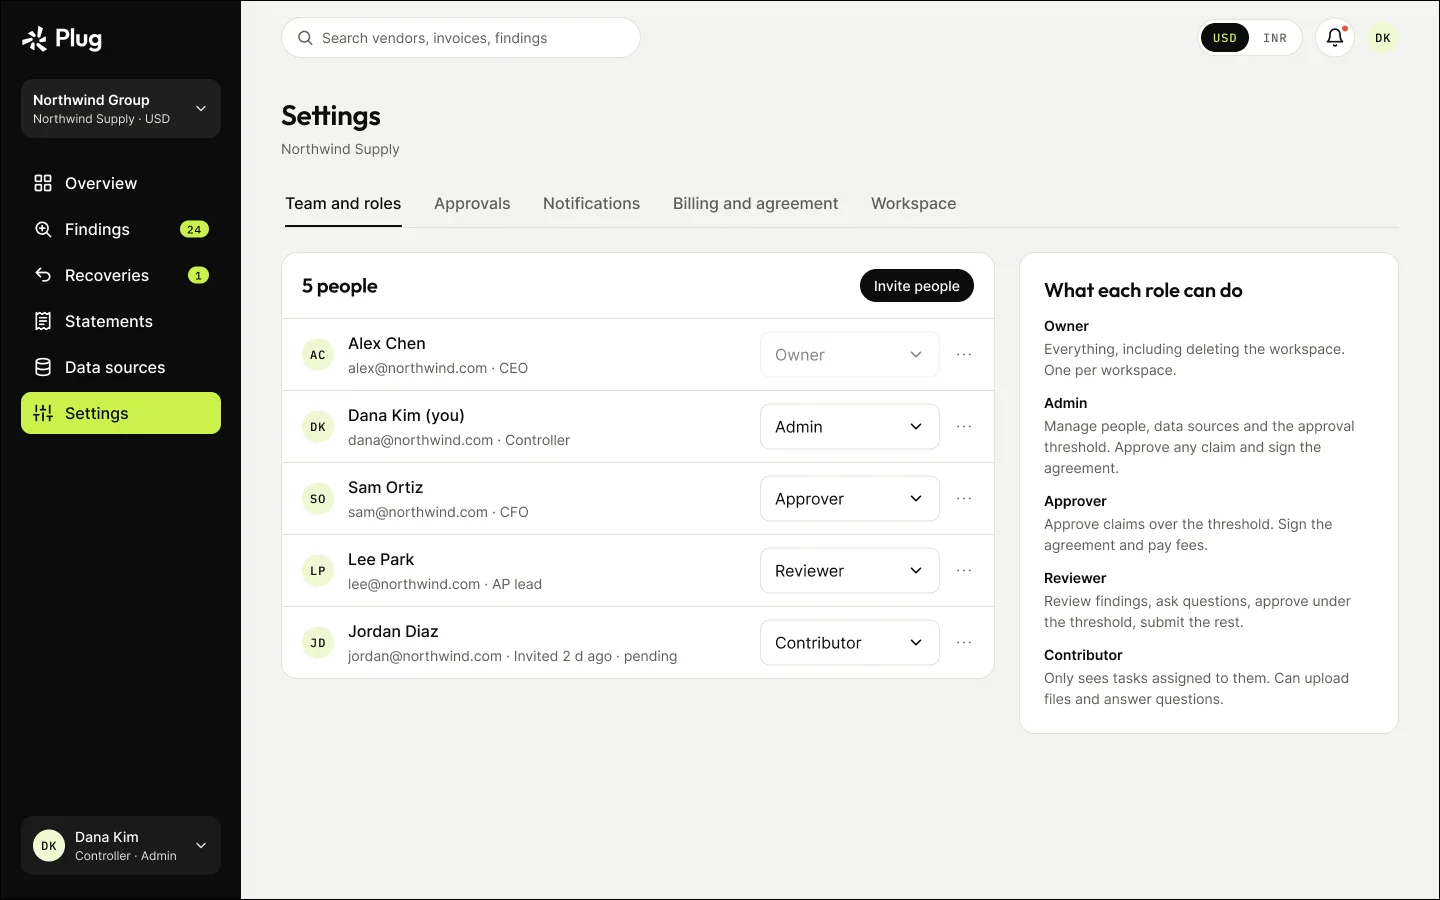 Plug
Northwind Group
Northwind Supply · USD
Overview
Findings 24
Recoveries 1
Statements
Data sources
Settings
Dana Kim
DK
Controller · Admin
Search vendors, invoices, findings
USD INR
DK
Settings
Northwind Supply
Team and roles Approvals Notifications Billing and agreement Workspace
5 people Invite people
AC
Alex Chen
alex@northwind.com · CEO
Owner
DK
Dana Kim (you)
dana@northwind.com · Controller
Admin
SO
Sam Ortiz
sam@northwind.com · CFO
Approver
LP
Lee Park
lee@northwind.com · AP lead
Reviewer
JD
Jordan Diaz
jordan@northwind.com · Invited 2 d ago · pending
Contributor
What each role can do
Owner
Everything, including deleting the workspace.
One per workspace.
Admin
Manage people, data sources and the approval
threshold. Approve any claim and sign the
agreement.
Approver
Approve claims over the threshold. Sign the
agreement and pay fees.
Reviewer
Review findings, ask questions, approve under
the threshold, submit the rest.
Contributor
Only sees tasks assigned to them. Can upload
files and answer questions.